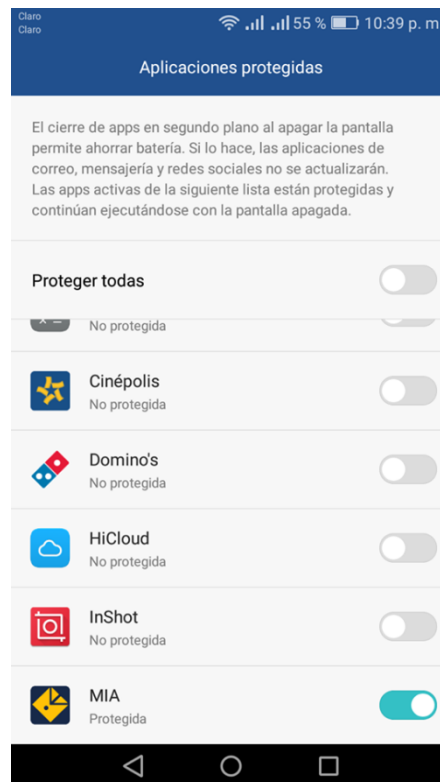 Claro
Claro
55 % 10:39 p. m
Aplicaciones protegidas
El cierre de apps en segundo plano al apagar la pantalla
permite ahorrar batería. Si lo hace, las aplicaciones de
correo, mensajería y redes sociales no se actualizarán.
Las apps activas de la siguiente lista están protegidas y
continúan ejecutándose con la pantalla apagada.
Proteger todas
No protegida
Cinépolis
No protegida
Domino's
No protegida
HiCloud
No protegida
InShot
No protegida
MIA
Protegida